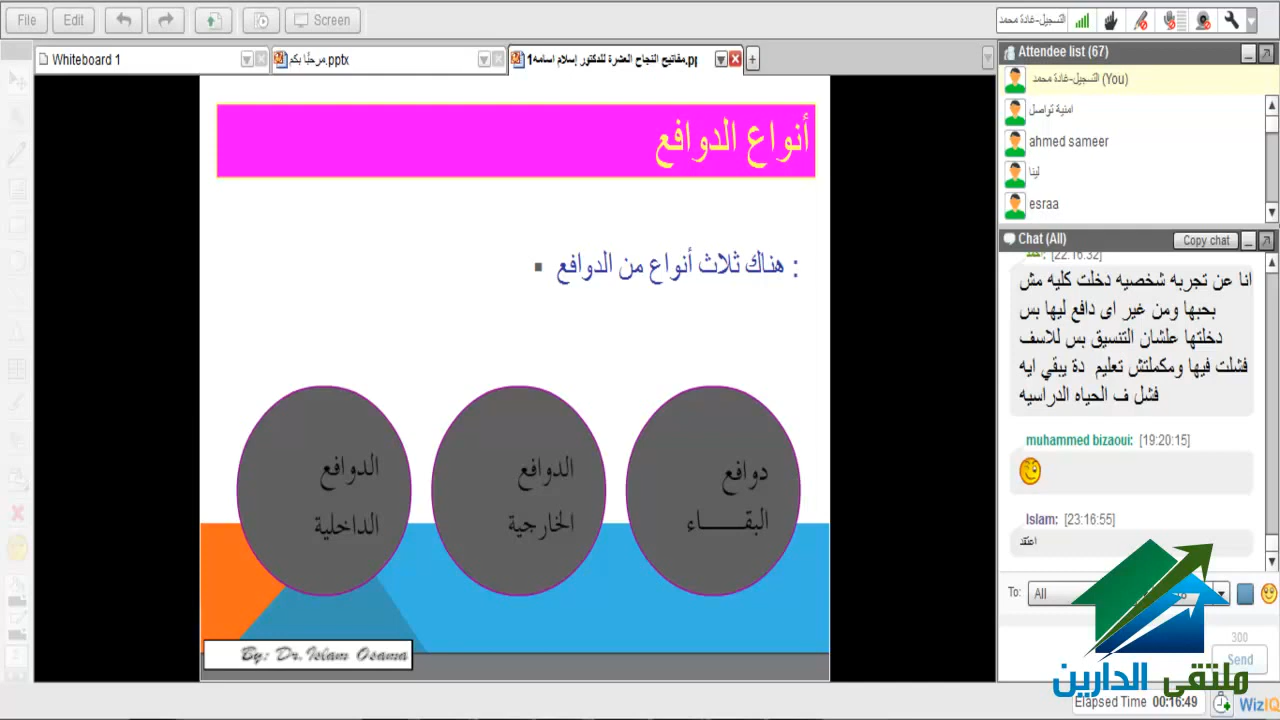 File
Edit
Screen
التسجيل-غادة محمد
Whiteboard 1
مرحبًا بكم.pptx
مفاتيح النجاح العشرة للدكتور إسلام اسامه1.pp
أنواع الدوافع
: هناك ثلاث أنواع من الدوافع
دوافع
البقـــــاء
الدوافع
الخارجية
الدوافع
الداخلية
By: Dr.Islam Osama
Attendee list (67)
التسجيل-غادة محمد (You)
امنية تواصل
ahmed sameer
لينا
esraa
Chat (All)
Copy chat
[22:16:32]
انا عن تجربه شخصيه دخلت كليه مش
بحبها ومن غير اى دافع ليها بس
دخلتها علشان التنسيق بس للاسف
فشلت فيها ومكملتش تعليم دة يبقي ايه
فشل ف الحياه الدراسيه
muhammed bizaoui: [19:20:15]
Islam: [23:16:55]
اعتقد
To:
All
300
Send
ملتقى الدارين
Elapsed Time 00:16:49
WizIQ